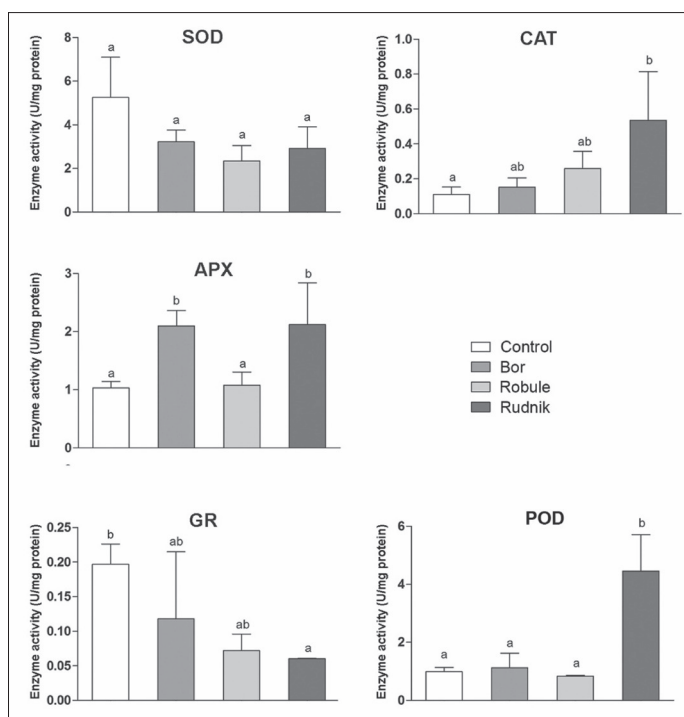 SOD
Enzyme activity (U/mg protein)
8
6
4
2
0
a
a
a
a
CAT
Enzyme activity (U/mg protein)
1.0
0.8
0.6
0.4
0.2
0.0
a
ab
ab
b
APX
Enzyme activity (U/mg protein)
3
2
1
0
a
b
a
b
Control
Bor
Robule
Rudnik
GR
Enzyme activity (U/mg protein)
0.25
0.20
0.15
0.10
0.05
0.00
b
ab
ab
a
POD
Enzyme activity (U/mg protein)
6
4
2
0
a
a
a
b